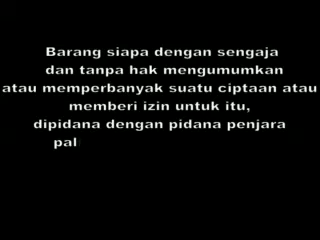 Barang siapa dengan sengaja
dan tanpa hak mengumumkan
atau memperbanyak suatu ciptaan atau
memberi izin untuk itu,
dipidana dengan pidana penjara
pal